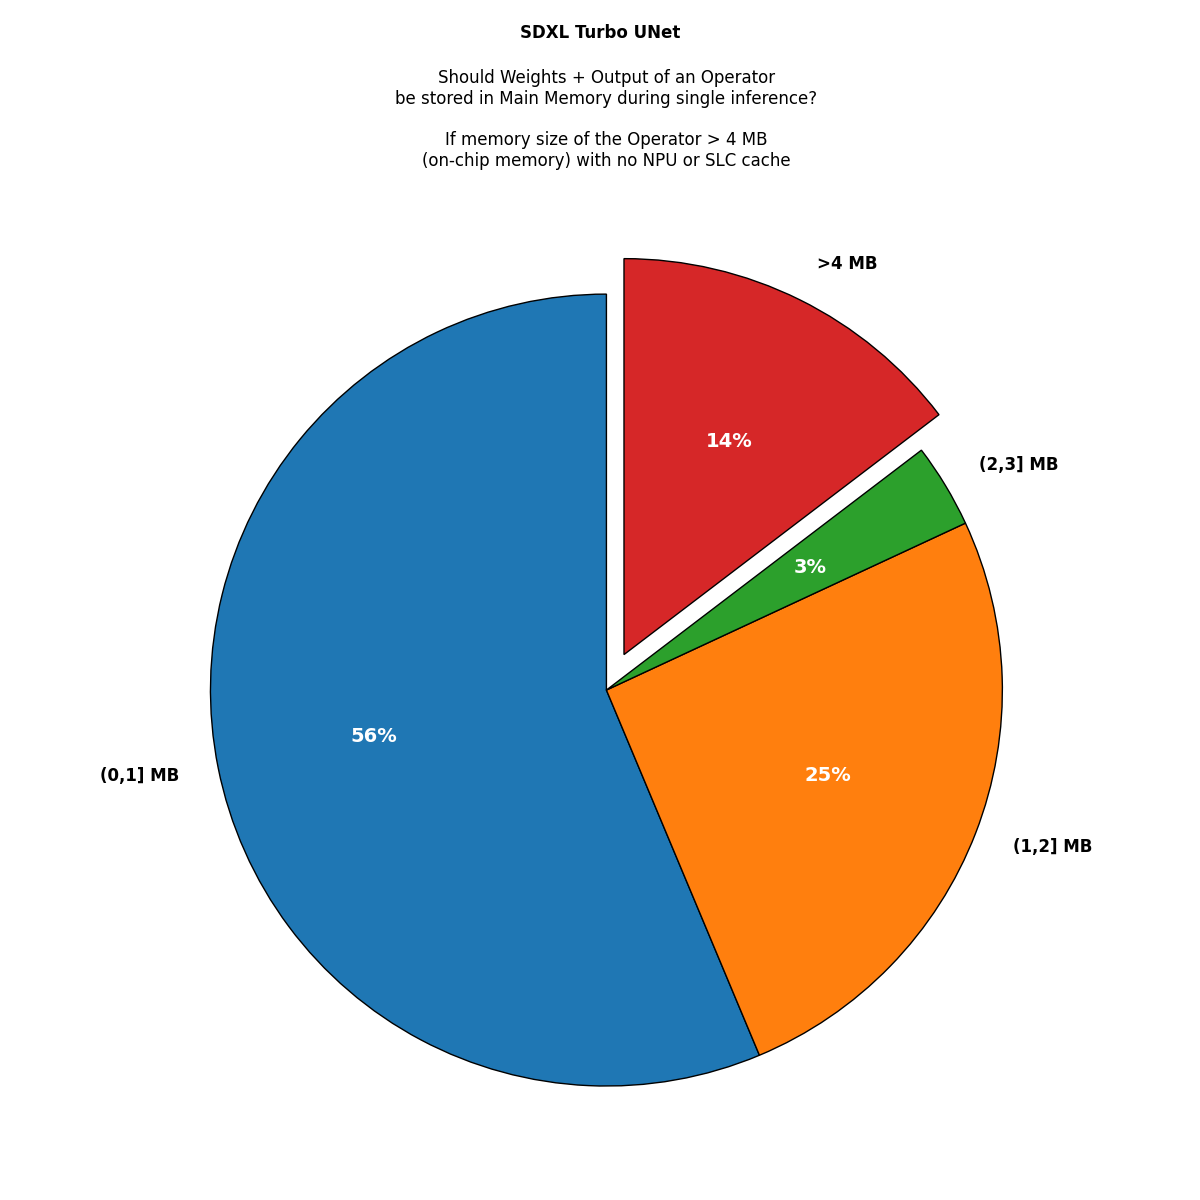 SDXL Turbo UNet
Should Weights + Output of an Operator
be stored in Main Memory during single inference?
If memory size of the Operator > 4 MB
(on-chip memory) with no NPU or SLC cache
>4 MB
14%
(2,3] MB
3%
56%
25%
(0,1] MB
(1,2] MB